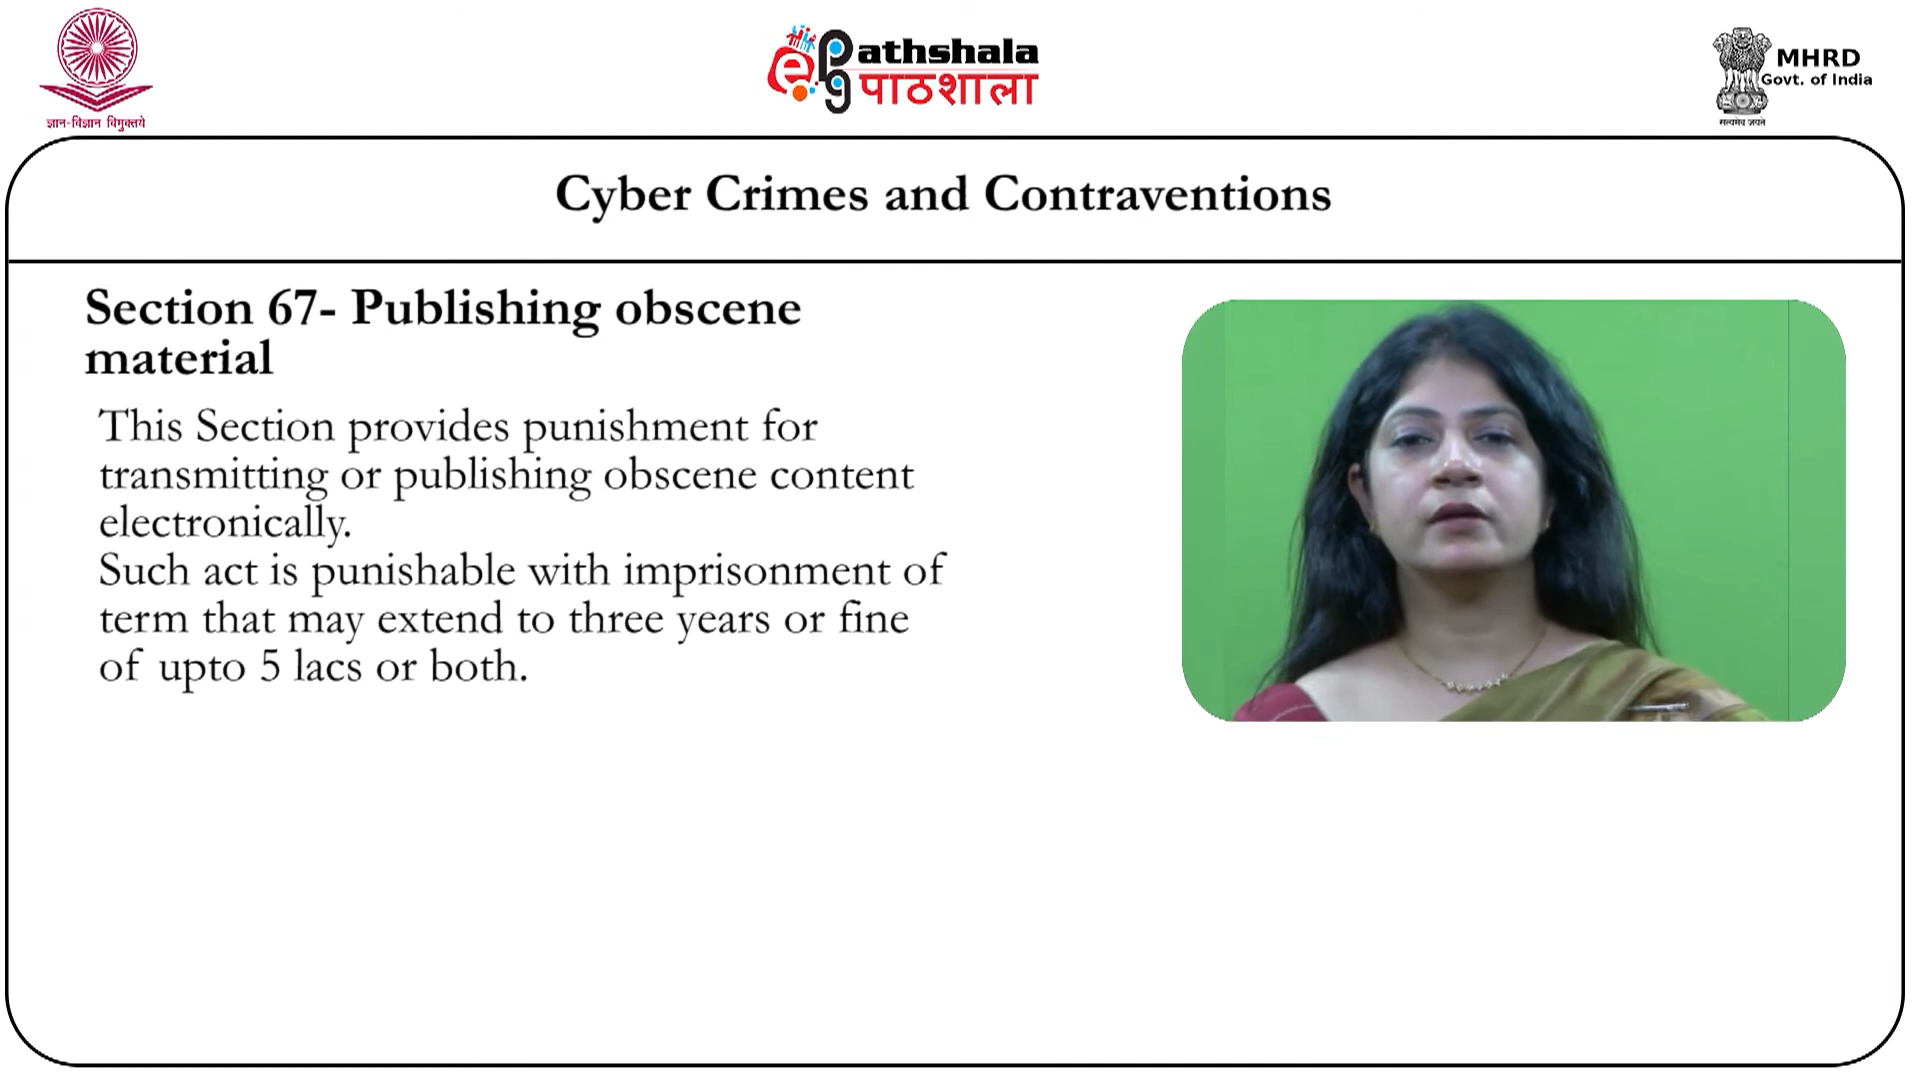 ज्ञान-विज्ञान विमुक्तये
e pg Pathshala
पाठशाला
MHRD
Govt. of India
सत्यमेव जयते
Cyber Crimes and Contraventions
Section 67- Publishing obscene
material
This Section provides punishment for
transmitting or publishing obscene content
electronically.
Such act is punishable with imprisonment of
term that may extend to three years or fine
of upto 5 lacs or both.